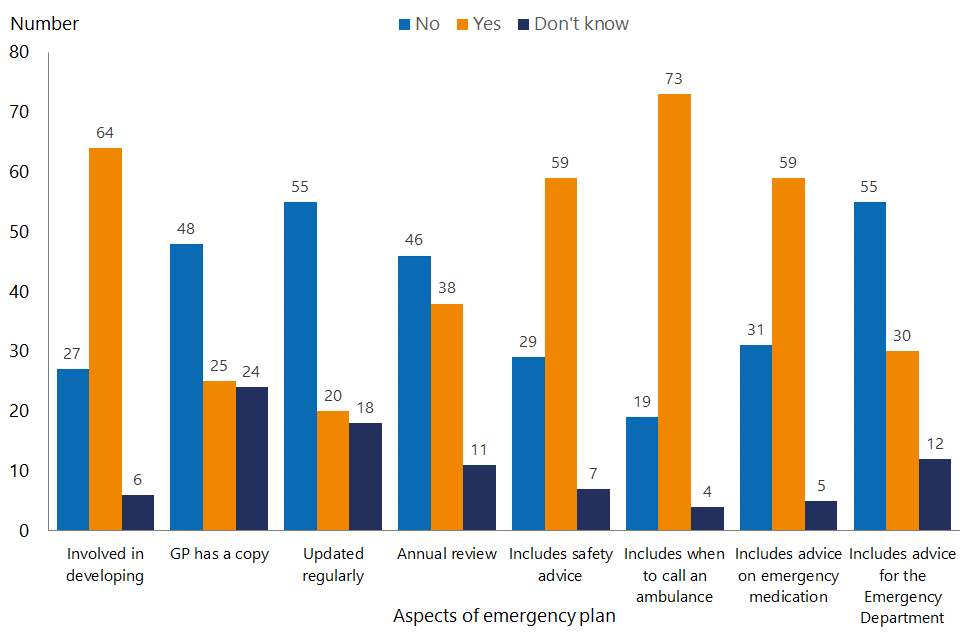 Number
No Yes Don't know
80
70
60
50
40
30
20
10
0
27 64 6
48 25 24
55 20 18
46 38 11
29 59 7
19 73 4
31 59 5
55 30 12
Involved in
developing
GP has a copy
Updated
regularly
Annual review
Includes safety
advice
Includes when
to call an
ambulance
Includes advice
on emergency
medication
Includes advice
for the
Emergency
Department
Aspects of emergency plan